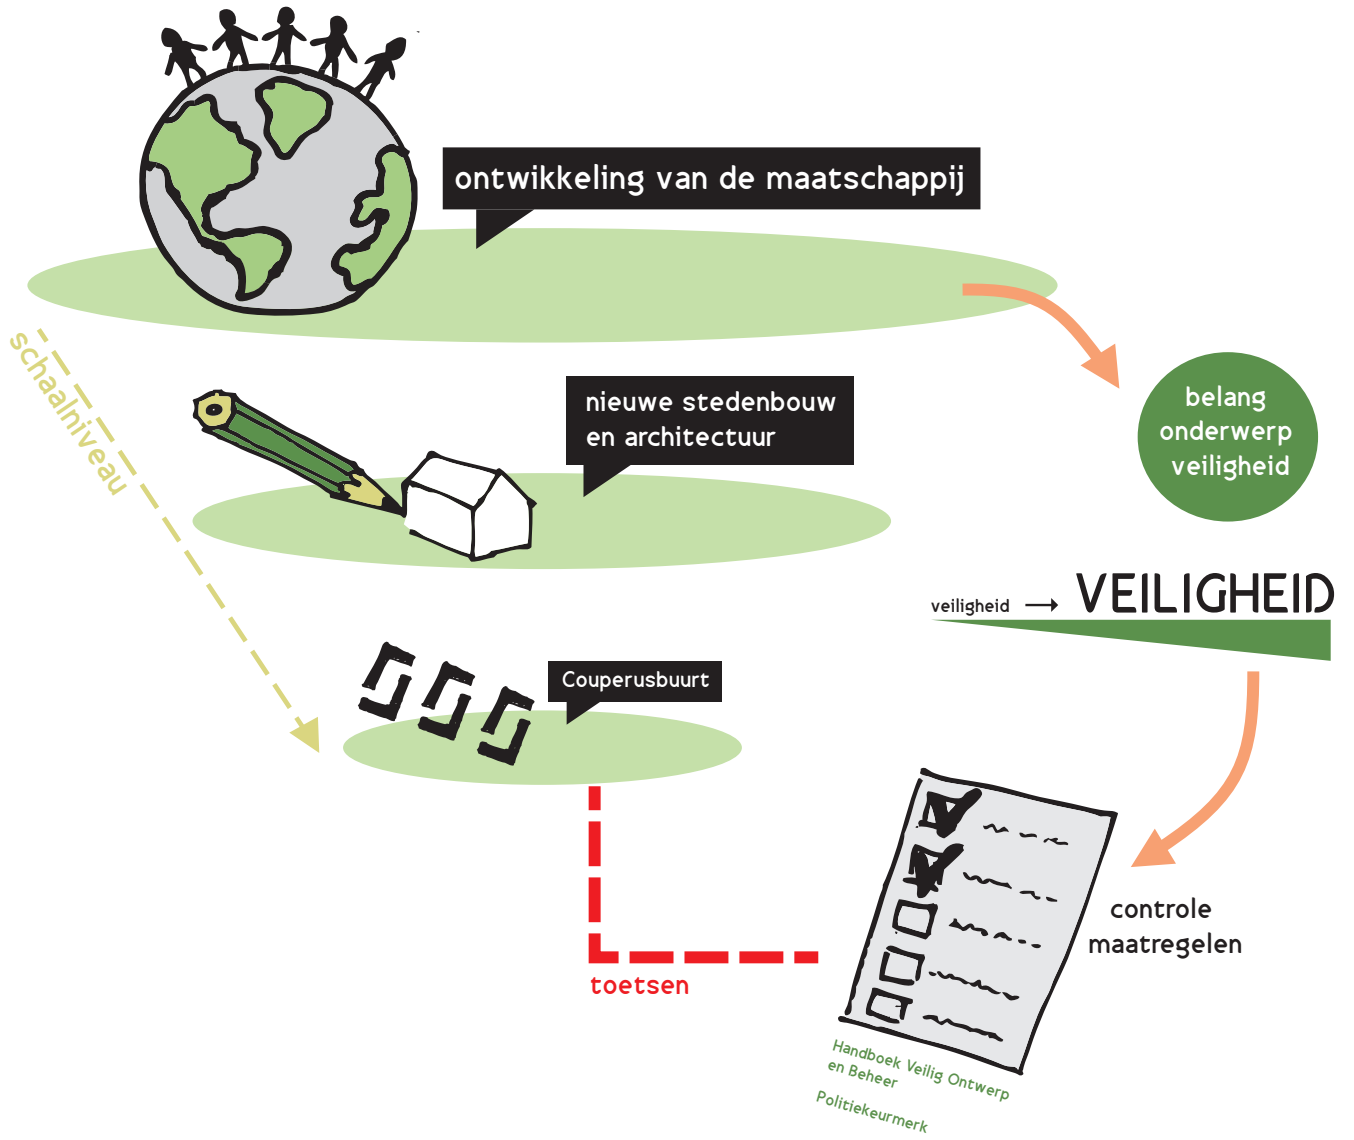 ontwikkeling van de maatschappij
schaalniveau
nieuwe stedenbouw
en architectuur
belang
onderwerp
veiligheid
veiligheid → VEILIGHEID
Couperusbuurt
controle
maatregelen
toetsen
Handboek Veilig Ontwerp
en Beheer
Politiekeurmerk